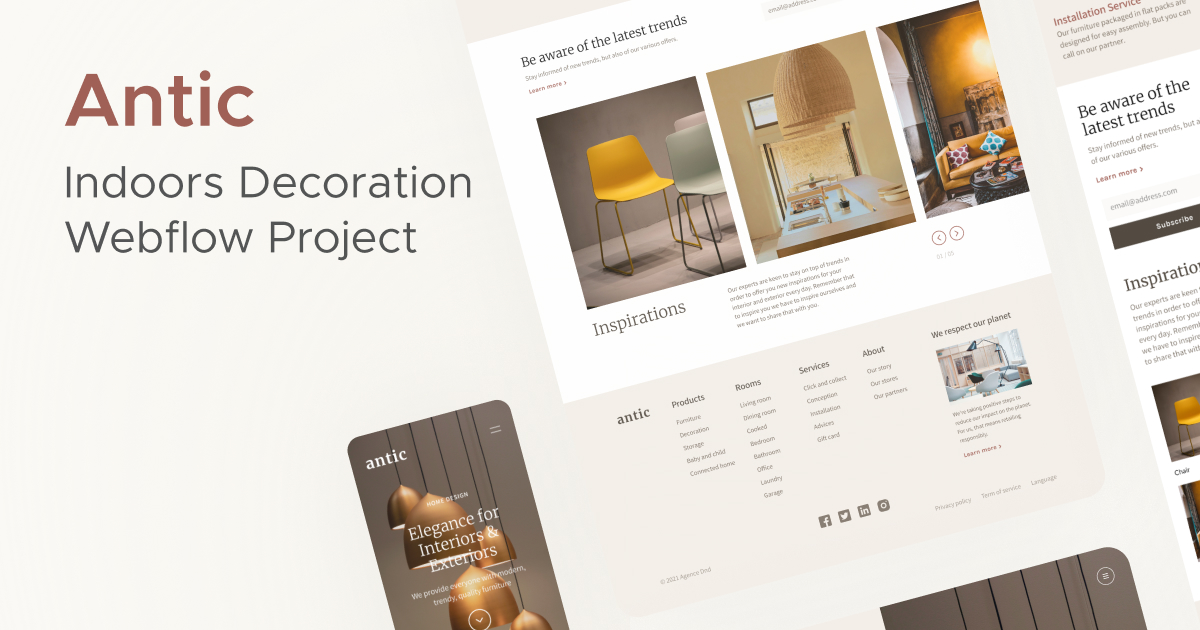 Antic
Indoors Decoration
Webflow Project
Be aware of the latest trends
Stay informed of new trends, but also of our various offers.
Learn more >
email@address.com
Inspirations
Our experts are keen to stay on top of trends in
order to offer you new inspirations for your
interior and exterior every day. Remember that
to inspire you we have to inspire ourselves and
we want to share that with you.
01 / 05
antic
Products
Furniture
Decoration
Storage
Baby and child
Connected home
Rooms
Living room
Dining room
Cooked
Bedroom
Bathroom
Office
Laundry
Garage
Services
Click and collect
Conception
Installation
Advices
Gift card
About
Our story
Our stores
Our partners
We respect our planet
We're taking positive steps to
reduce our impact on the planet.
For us, that means retailing
responsibly.
Learn more >
Privacy policy
Term of service
Language
© 2021 Agence Dnd
antic
HOME DESIGN
Elegance for
Interiors &
Exteriors
We provide everyone with modern,
trendy, quality furniture
Installation Service
Our furniture packaged in flat packs are
designed for easy assembly. But you can
call on our partner.
Be aware of the
latest trends
Stay informed of new trends, but a
of our various offers.
Learn more >
email@address.com
Subscribe
Inspiratio
Our experts are keen
trends in order to offe
inspirations for you
every day. Remembe
we have to inspire
to share that with
Chair